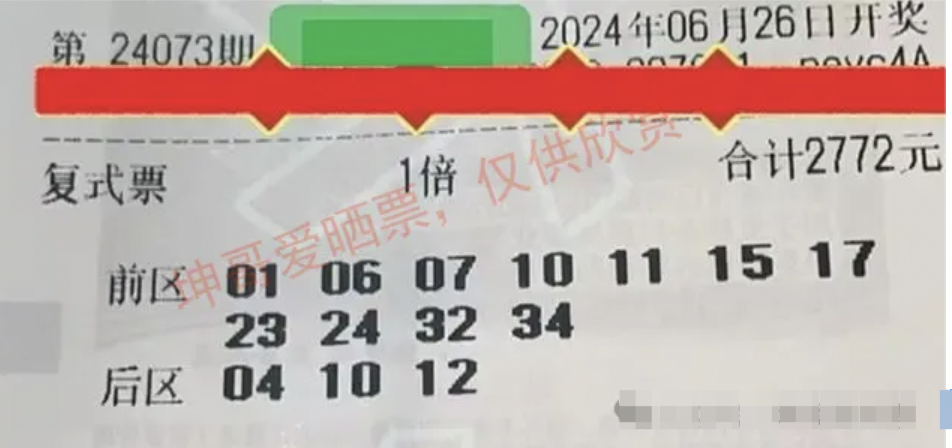 第 24073期
2024年06月26日开奖
复式票 1倍 合计2772元
坤哥爱晒票，仅供欣赏
前区 01 06 07 10 11 15 17
23 24 32 34
后区 04 10 12